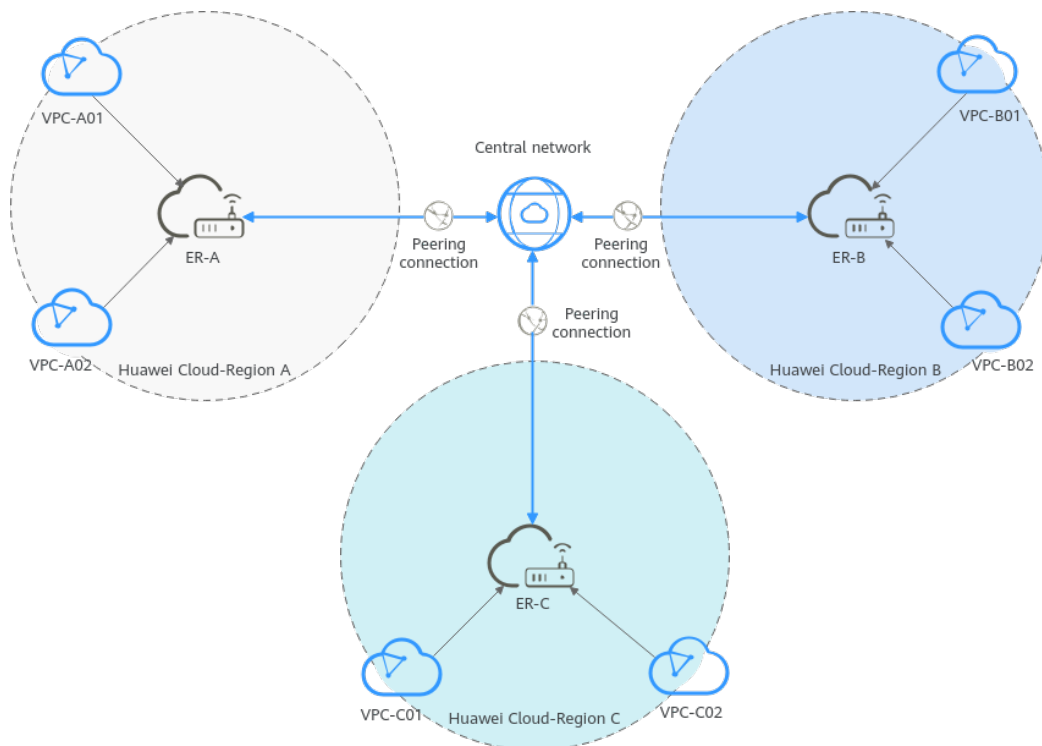 VPC-A01
VPC-B01
Central network
ER-A
Peering
connection
Peering
connection
ER-B
Peering
connection
VPC-A02
Huawei Cloud-Region A
Huawei Cloud-Region B
VPC-B02
ER-C
VPC-C01
Huawei Cloud-Region C
VPC-C02